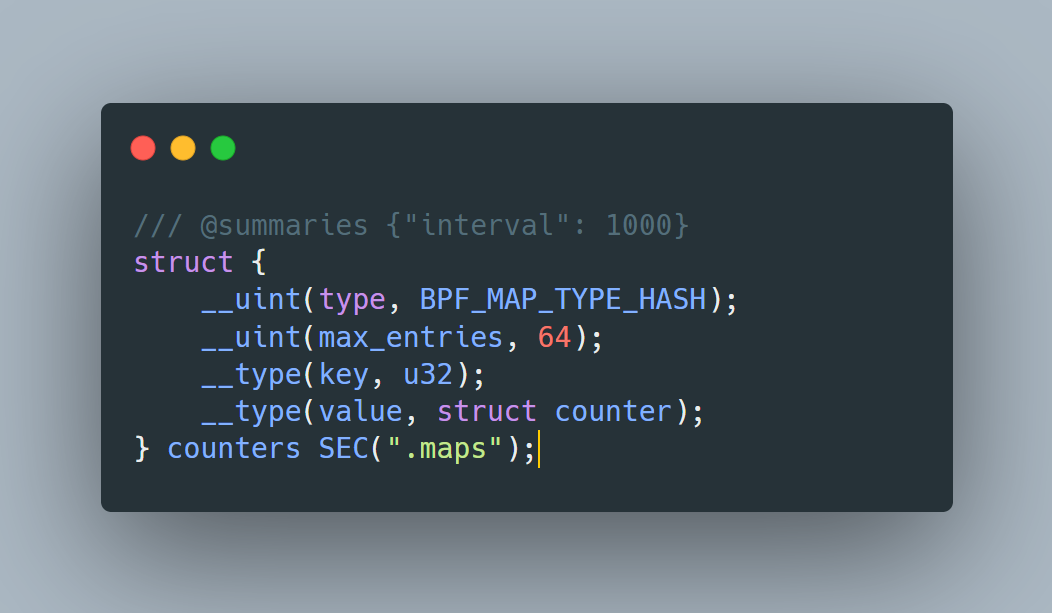 /// @summaries {"interval": 1000}
struct {
    __uint(type, BPF_MAP_TYPE_HASH);
    __uint(max_entries, 64);
    __type(key, u32);
    __type(value, struct counter);
} counters SEC(".maps");